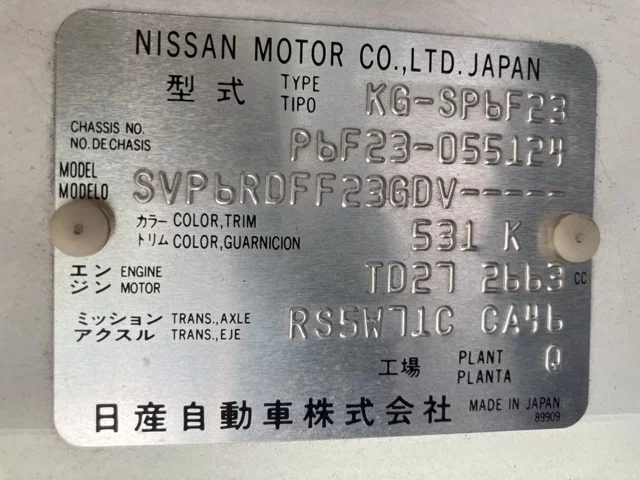 NISSAN MOTOR CO.,LTD. JAPAN
型式 TYPE TIPO KG-SP6F23
CHASSIS NO. NO. DE CHASIS P6F23-055124
MODEL MODELO SVP6RDFF23GDV-----
カラー COLOR,TRIM
トリム COLOR,GUARNICION 531 K
エンジン ENGINE MOTOR TD27 2663 CC
ミッション TRANS.,AXLE
アクスル TRANS.,EJE RS5W71C CA46
工場 PLANT PLANTA Q
日産自動車株式会社 MADE IN JAPAN
89909